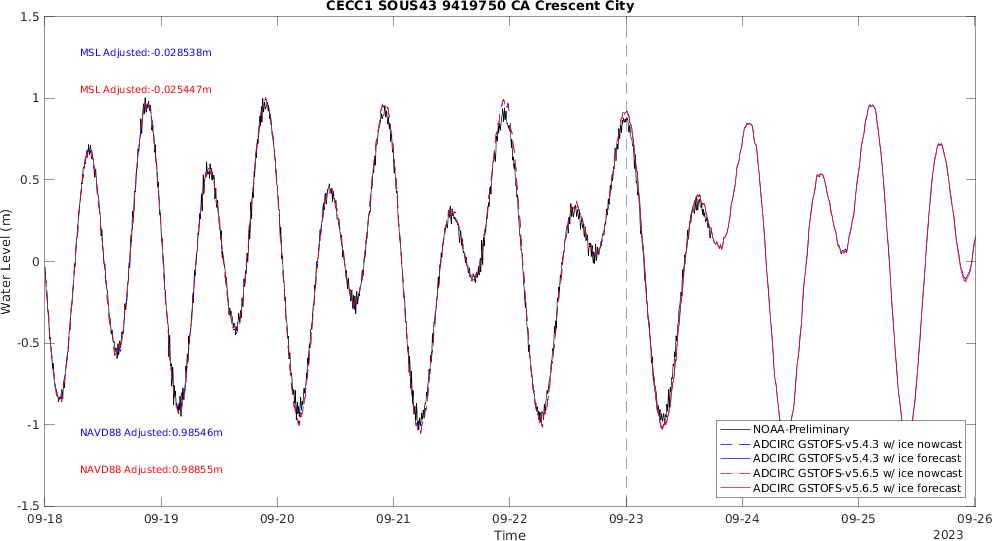 CECC1 SOUS43 9419750 CA Crescent City
1.5
MSL Adjusted:-0.028538m
MSL Adjusted:-0.025447m
1
0.5
0
-0.5
-1
-1.5
Water Level (m)
NAVD88 Adjusted:0.98546m
NAVD88 Adjusted:0.98855m
NOAA-Preliminary
ADCIRC GSTOFS-v5.4.3 w/ ice nowcast
ADCIRC GSTOFS-v5.4.3 w/ ice forecast
ADCIRC GSTOFS-v5.6.5 w/ ice nowcast
ADCIRC GSTOFS-v5.6.5 w/ ice forecast
09-18 09-19 09-20 09-21 09-22 09-23 09-24 09-25 09-26
Time
2023